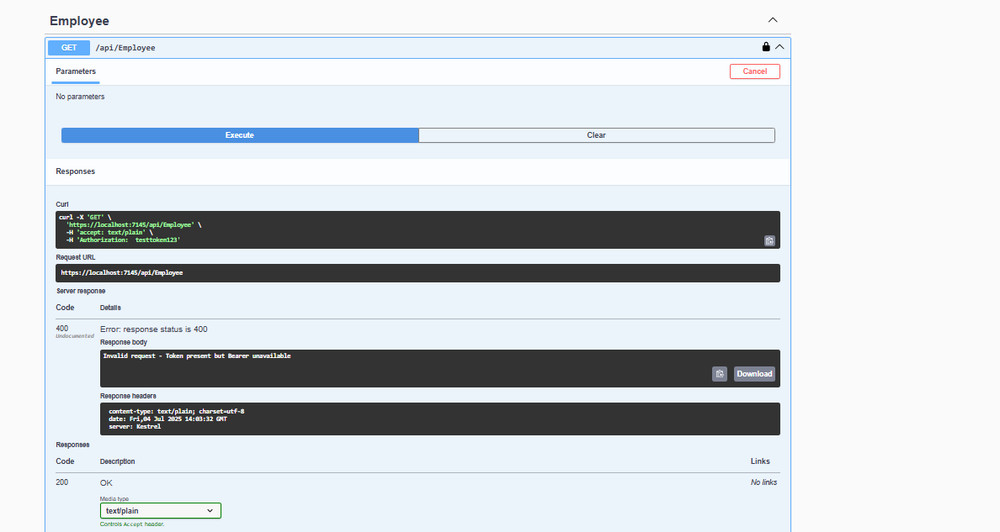 Employee
GET /api/Employee
Parameters
Cancel
No parameters
Execute
Clear
Responses
Curl
curl -X 'GET' \
'https://localhost:7145/api/Employee' \
-H 'accept: text/plain' \
-H 'Authorization:  testtoken123'
Request URL
https://localhost:7145/api/Employee
Server response
Code Details
400 Error: response status is 400
Undocumented
Response body
Invalid request - Token present but Bearer unavailable
Download
Response headers
content-type: text/plain; charset=utf-8
date: Fri,04 Jul 2025 14:03:32 GMT
server: Kestrel
Responses
Code Description Links
200 OK No links
Media type
text/plain
Controls Accept header.